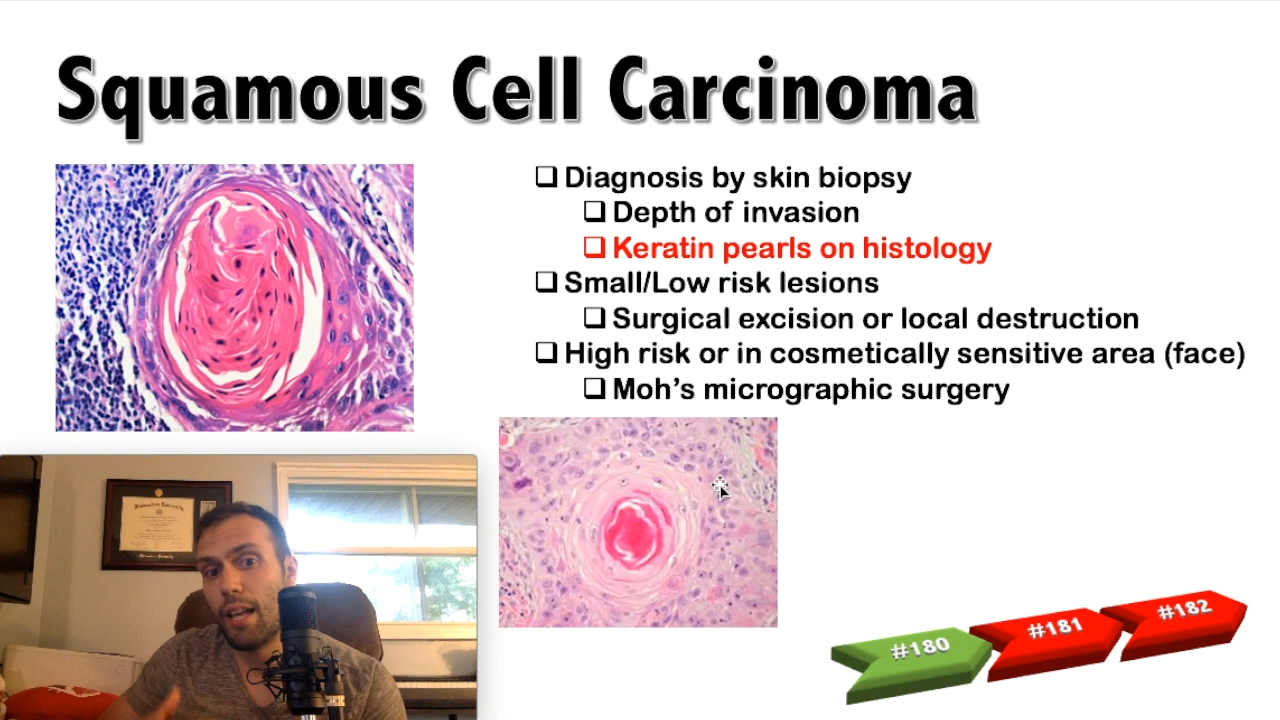 Squamous Cell Carcinoma
❑ Diagnosis by skin biopsy
❑ Depth of invasion
❑ Keratin pearls on histology
❑ Small/Low risk lesions
❑ Surgical excision or local destruction
❑ High risk or in cosmetically sensitive area (face)
❑ Moh's micrographic surgery
#180
#181
#182